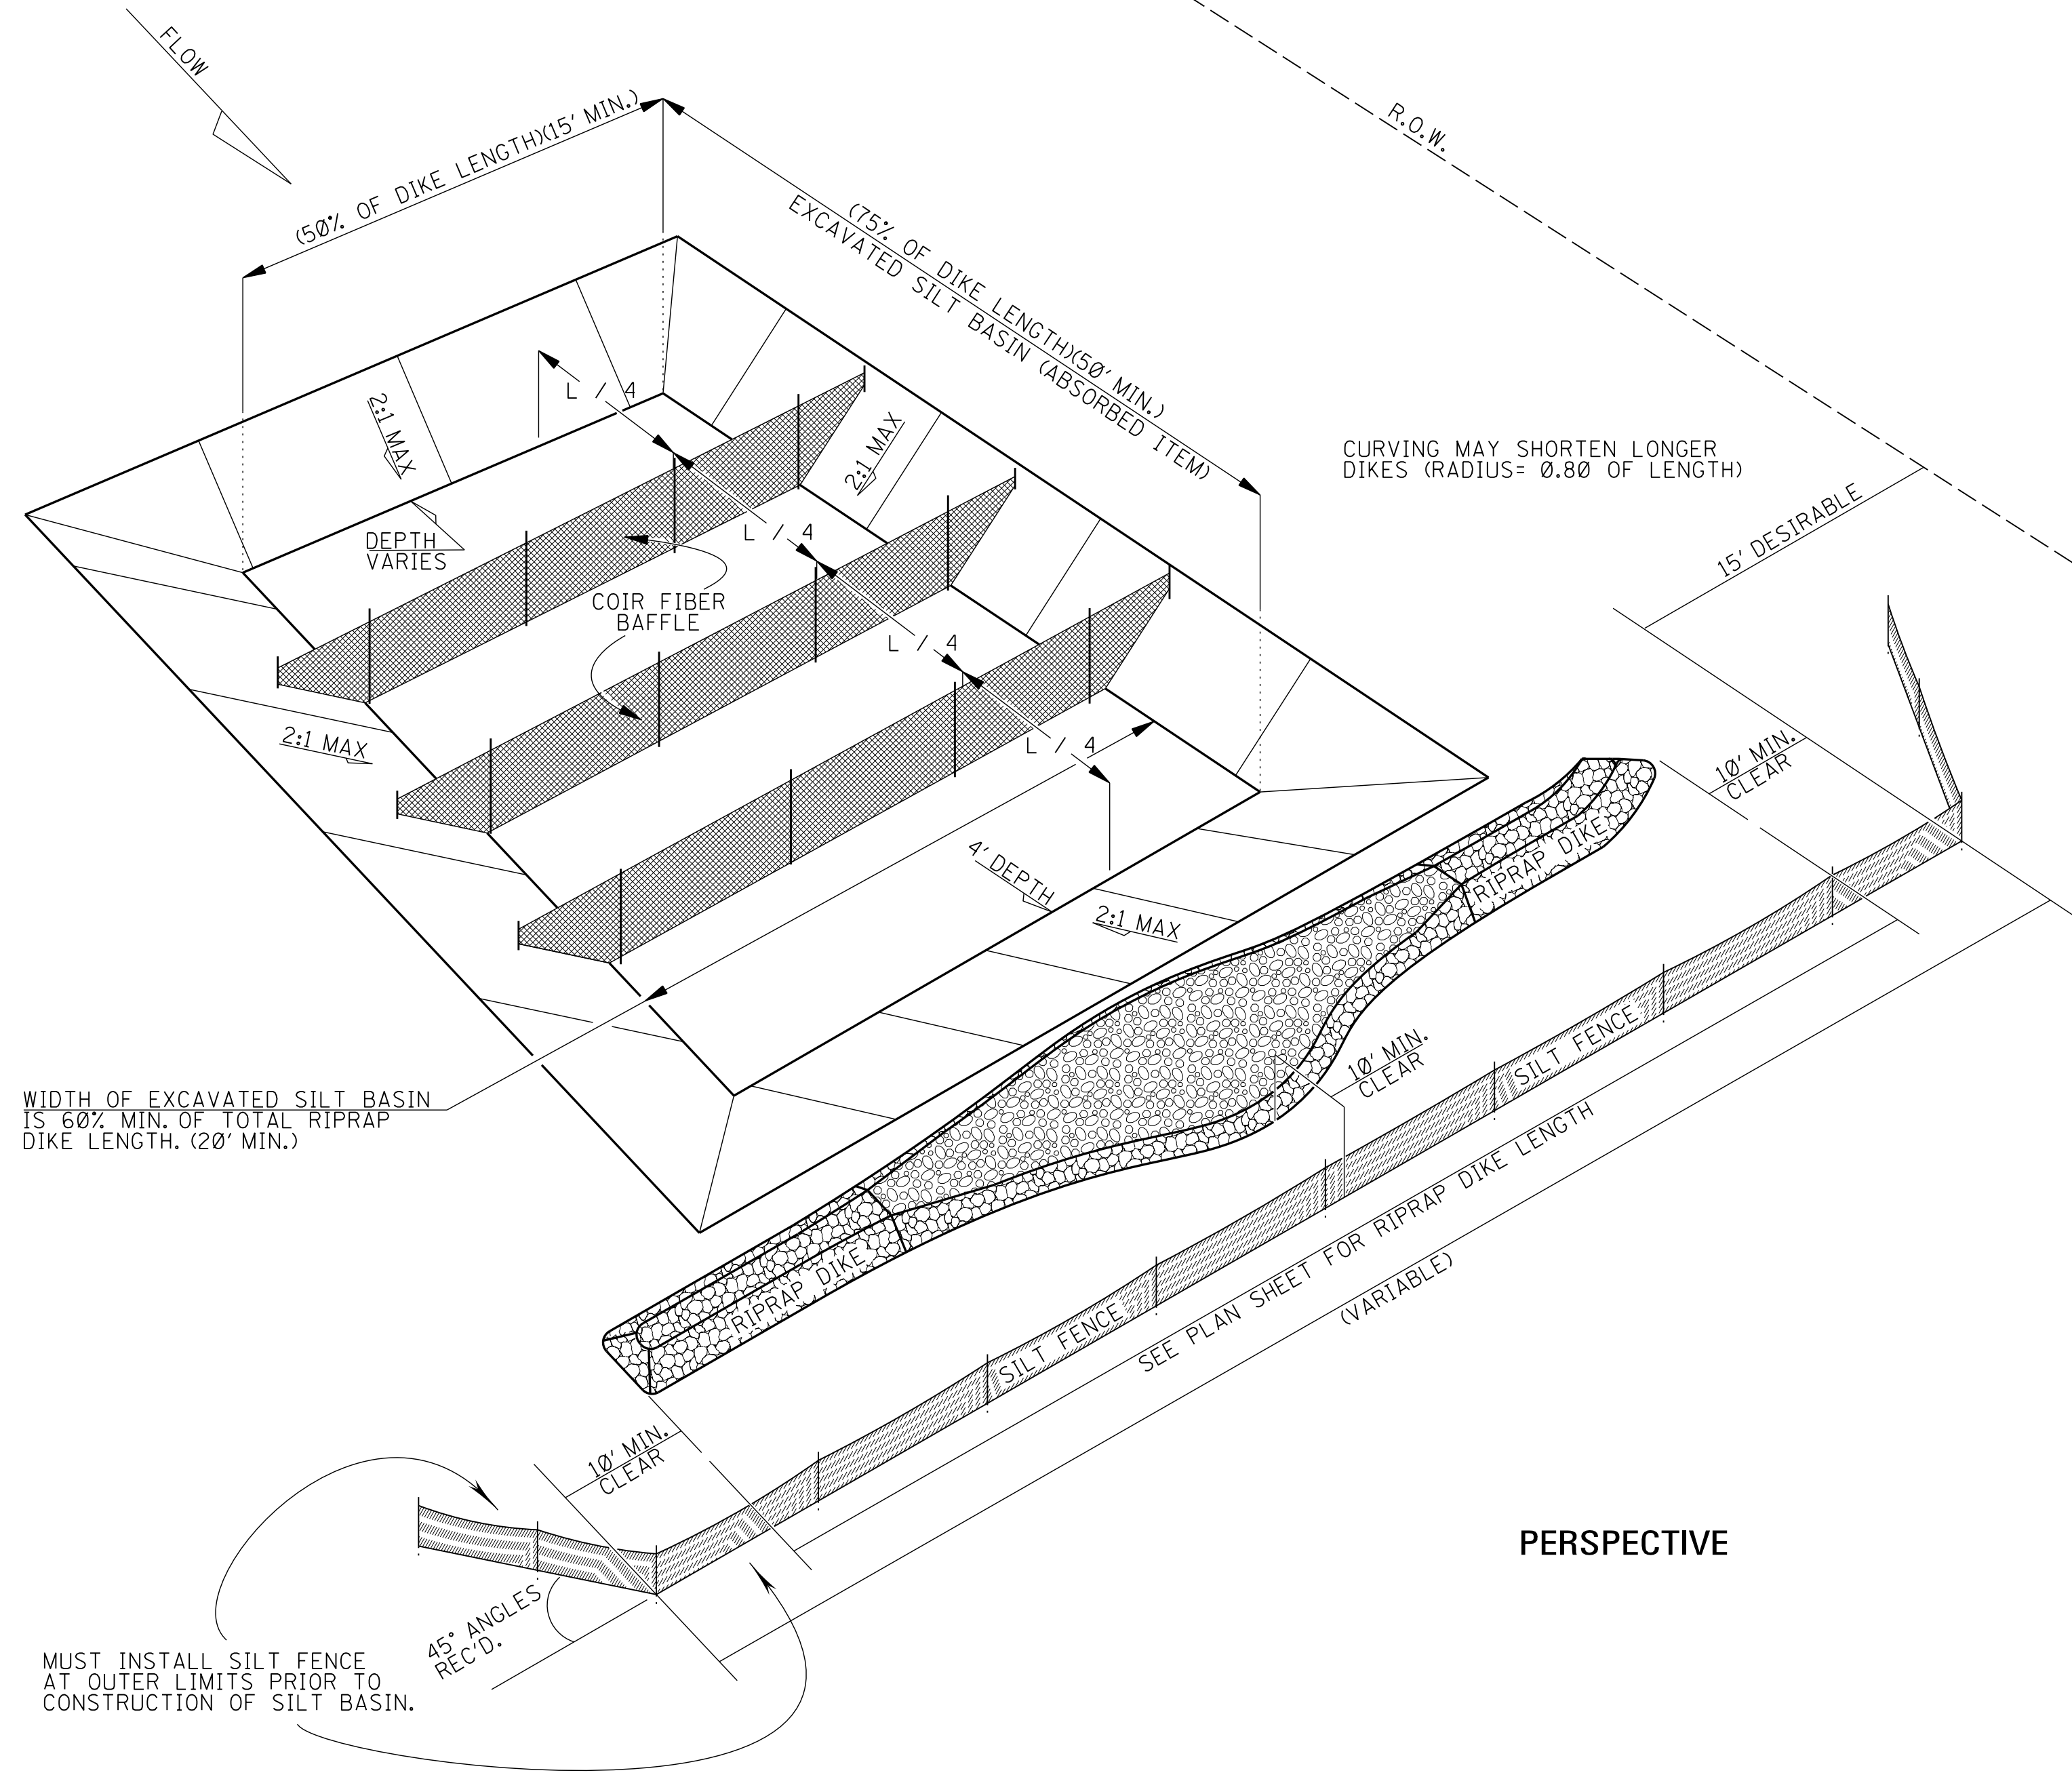 FLOW
(50% OF DIKE LENGTH)(15' MIN.)
R.O.W.
(75% OF DIKE LENGTH)(50' MIN.)
EXCAVATED SILT BASIN (ABSORBED ITEM)
L / 4
2:1 MAX
2:1 MAX
CURVING MAY SHORTEN LONGER
DIKES (RADIUS= 0.80 OF LENGTH)
15' DESIRABLE
DEPTH
VARIES
L / 4
COIR FIBER
BAFFLE
L / 4
2:1 MAX
L / 4
10' MIN.
CLEAR
4' DEPTH
2:1 MAX
RIPRAP DIKE
WIDTH OF EXCAVATED SILT BASIN
IS 60% MIN. OF TOTAL RIPRAP
DIKE LENGTH. (20' MIN.)
10' MIN.
CLEAR
SILT FENCE
RIPRAP DIKE
SILT FENCE
SEE PLAN SHEET FOR RIPRAP DIKE LENGTH
(VARIABLE)
10' MIN.
CLEAR
PERSPECTIVE
45° ANGLES
REC'D.
MUST INSTALL SILT FENCE
AT OUTER LIMITS PRIOR TO
CONSTRUCTION OF SILT BASIN.